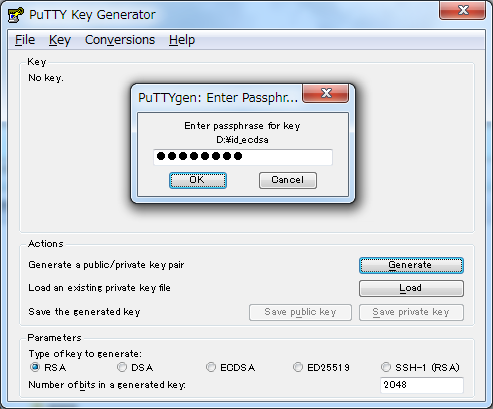 PuTTY Key Generator
File Key Conversions Help
Key
No key.
PuTTYgen: Enter Passphr...
Enter passphrase for key
D:¥id_ecdsa
●●●●●●●●
OK Cancel
Actions
Generate a public/private key pair Generate
Load an existing private key file Load
Save the generated key Save public key Save private key
Parameters
Type of key to generate:
RSA DSA ECDSA ED25519 SSH-1 (RSA)
Number of bits in a generated key: 2048